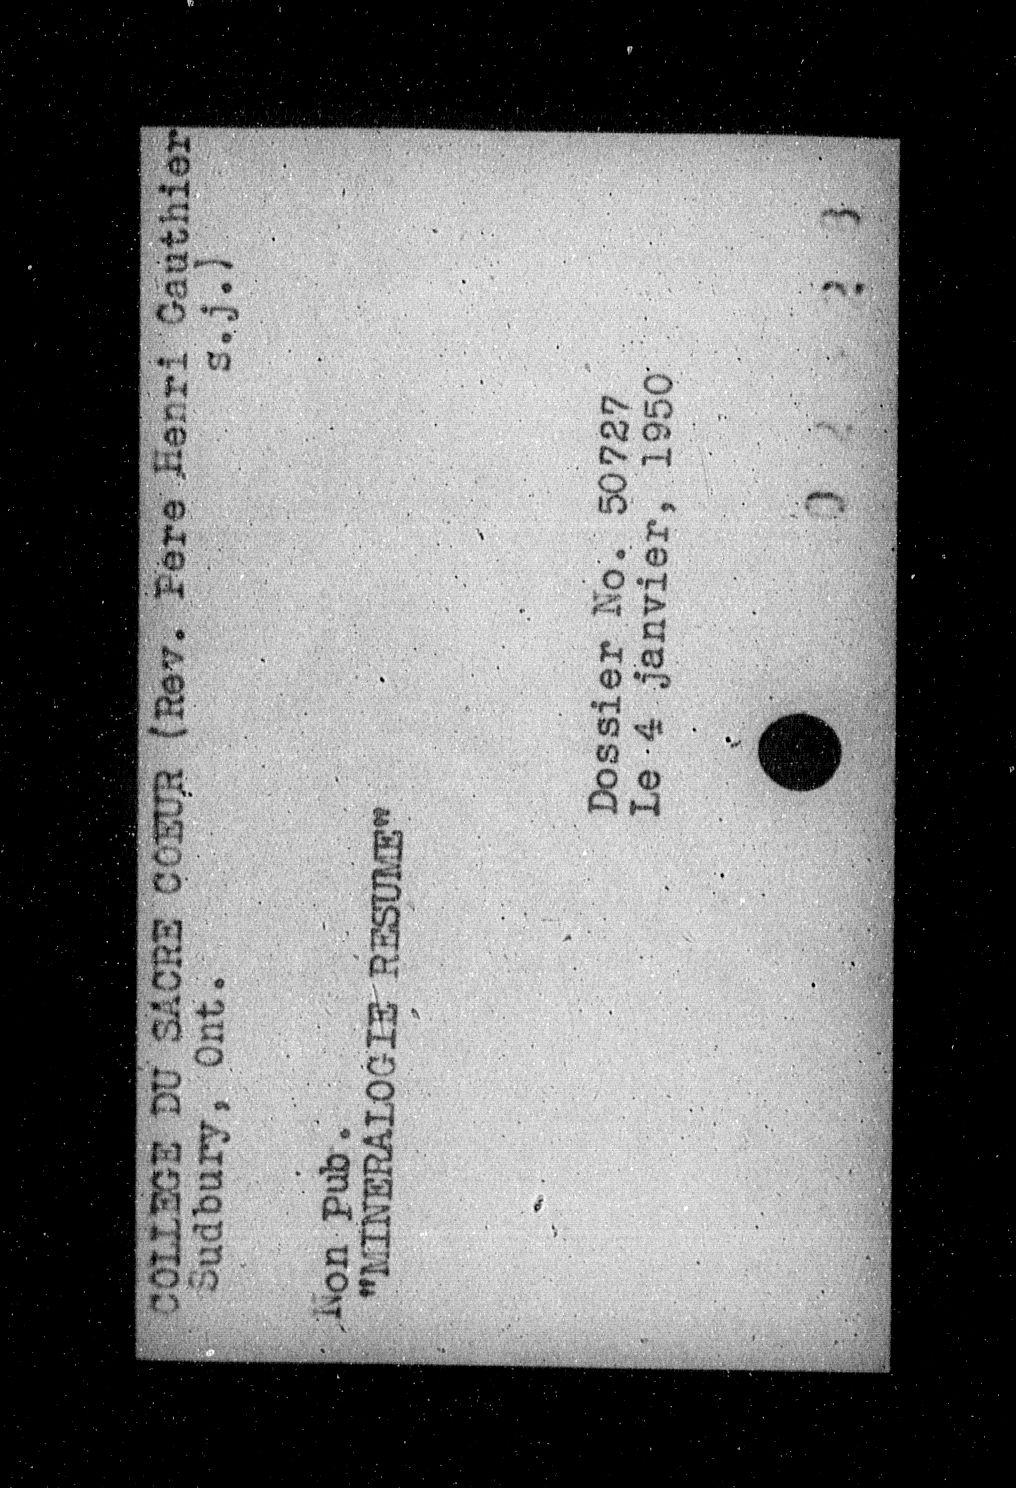 COLLEGE DU SACRE COEUR (Rev. Pere Henri Gauthier
s.j.)
Sudbury, Ont.
Non Pub.
"MINERALOGIE RESUME"
Dossier No. 50727
Le 4 janvier, 1950